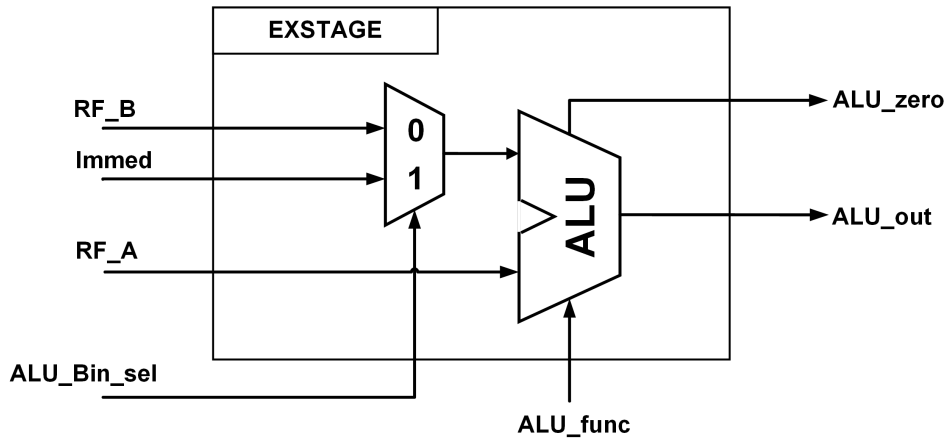 EXSTAGE
RF_B
0
ALU_zero
Immed
1
ALU
ALU_out
RF_A
ALU_Bin_sel
ALU_func